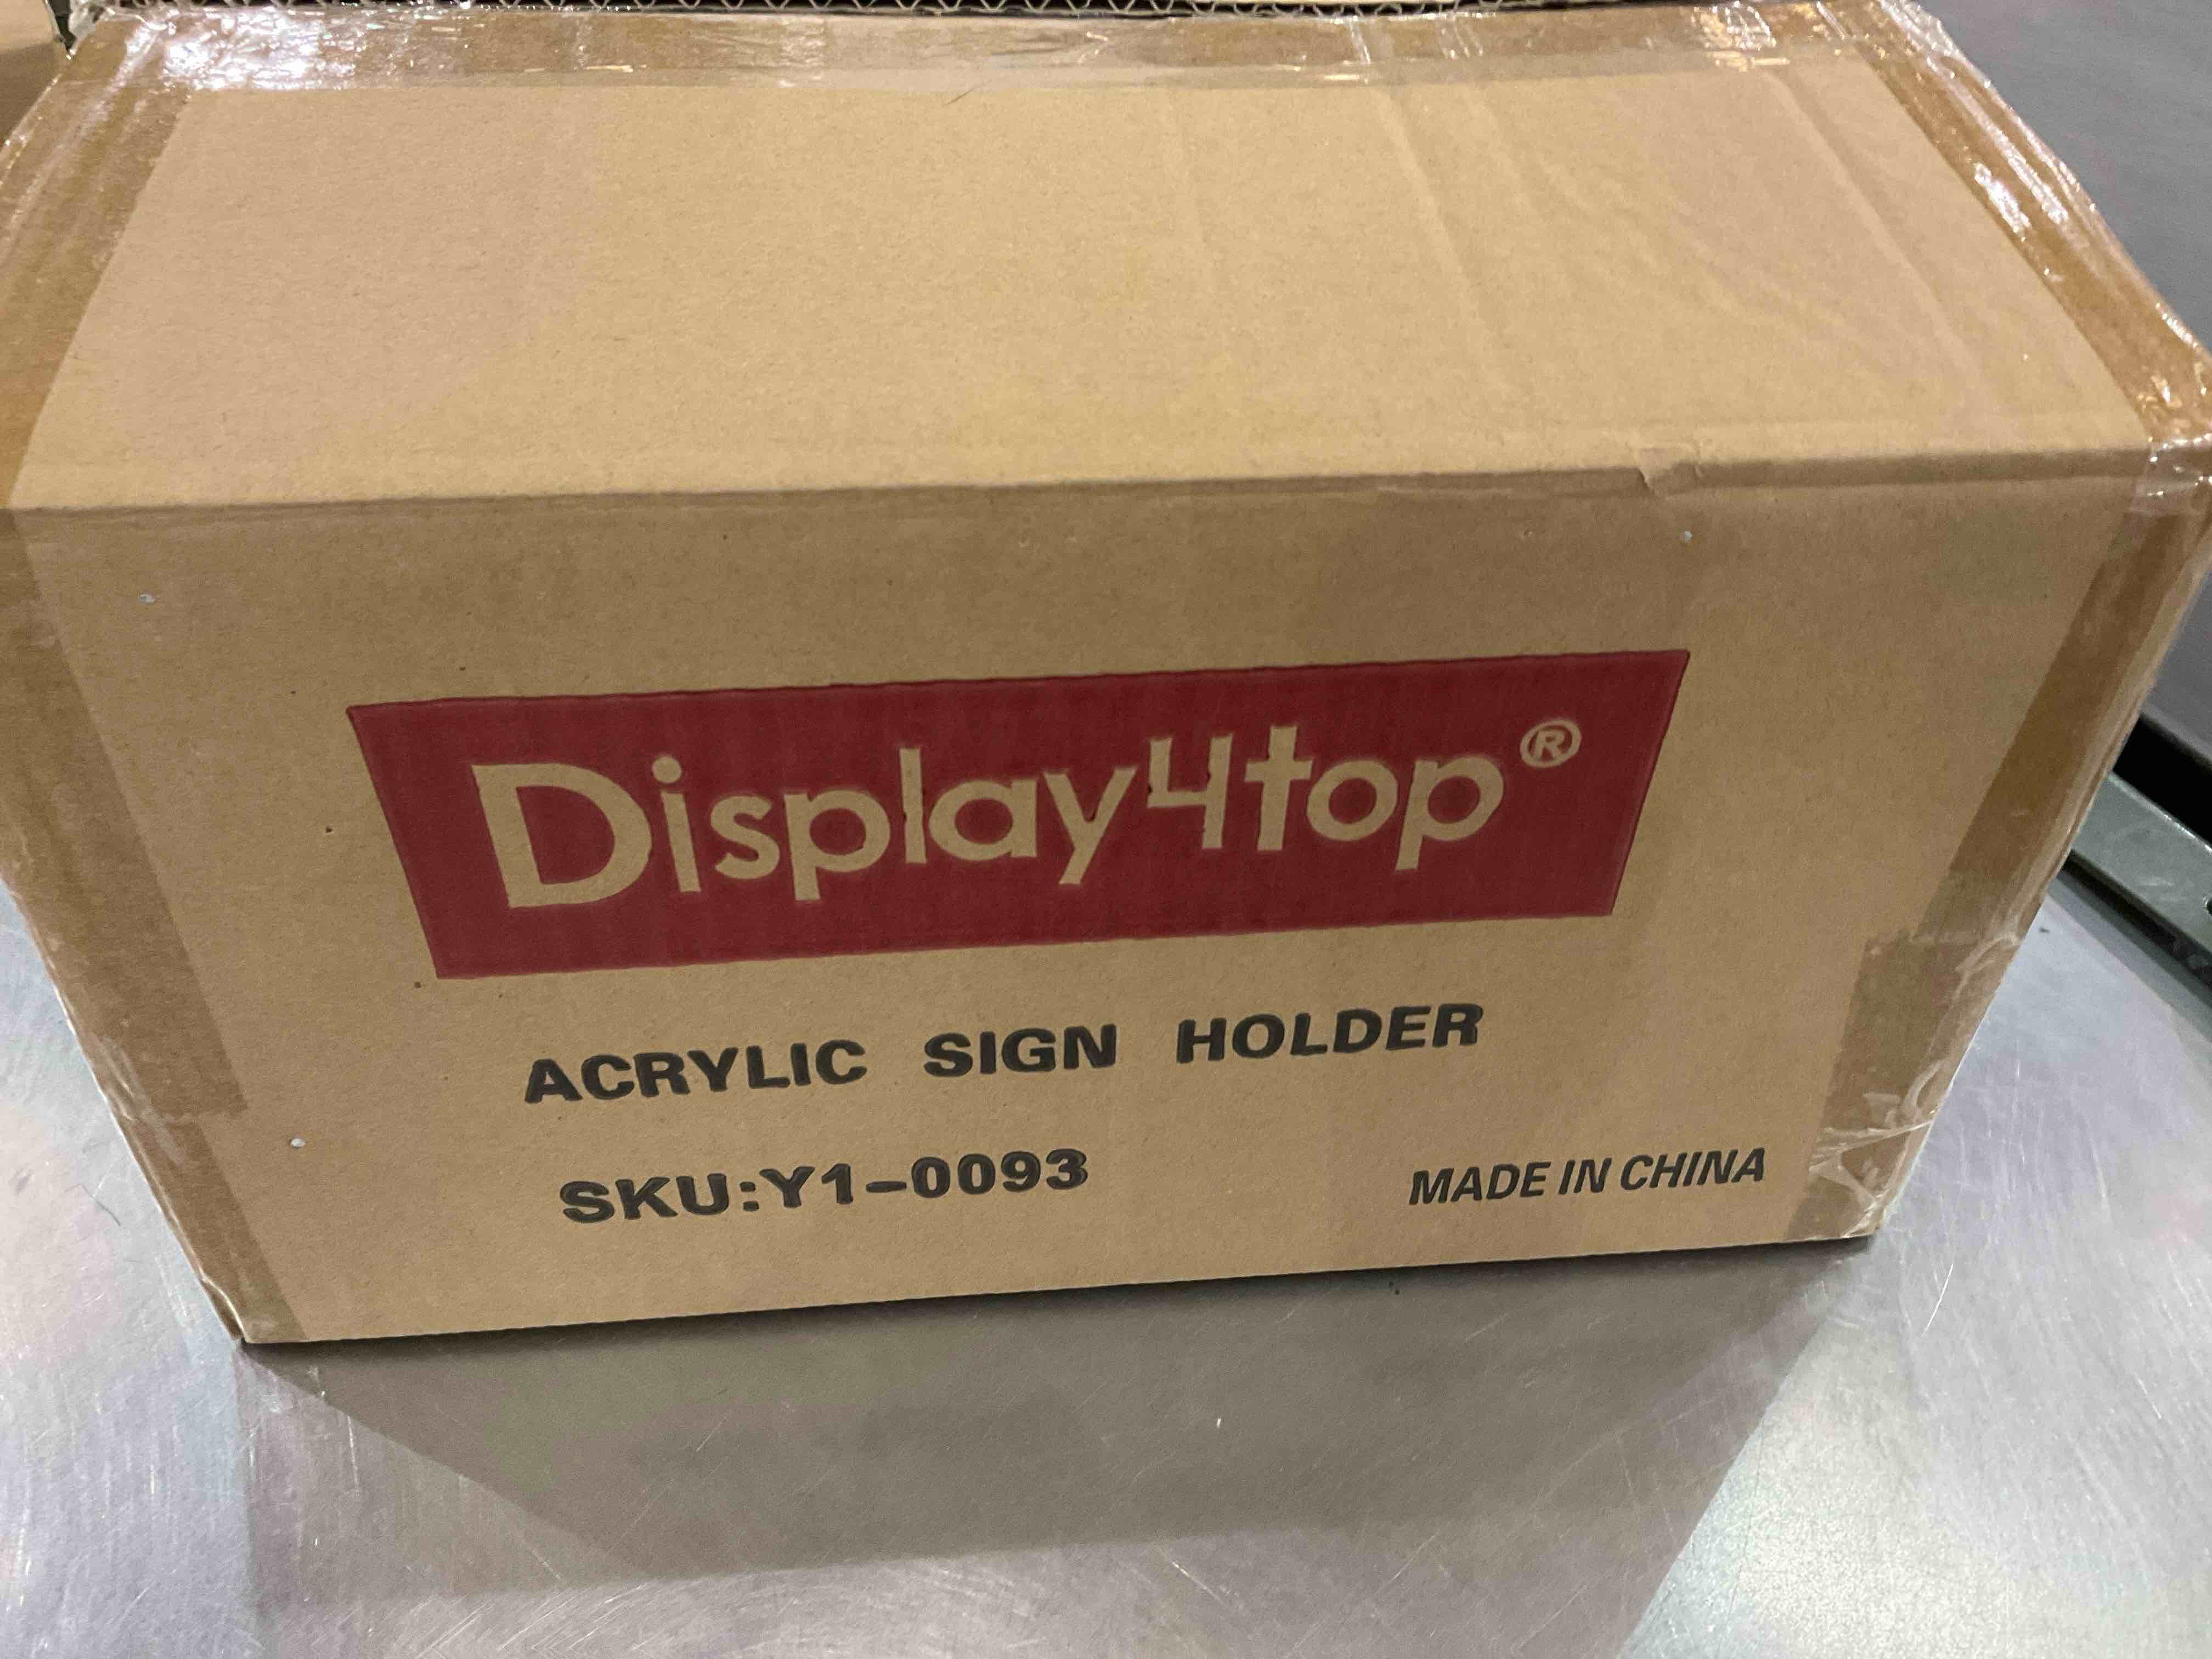 Display4top®
ACRYLIC SIGN HOLDER
SKU:Y1-0093
MADE IN CHINA